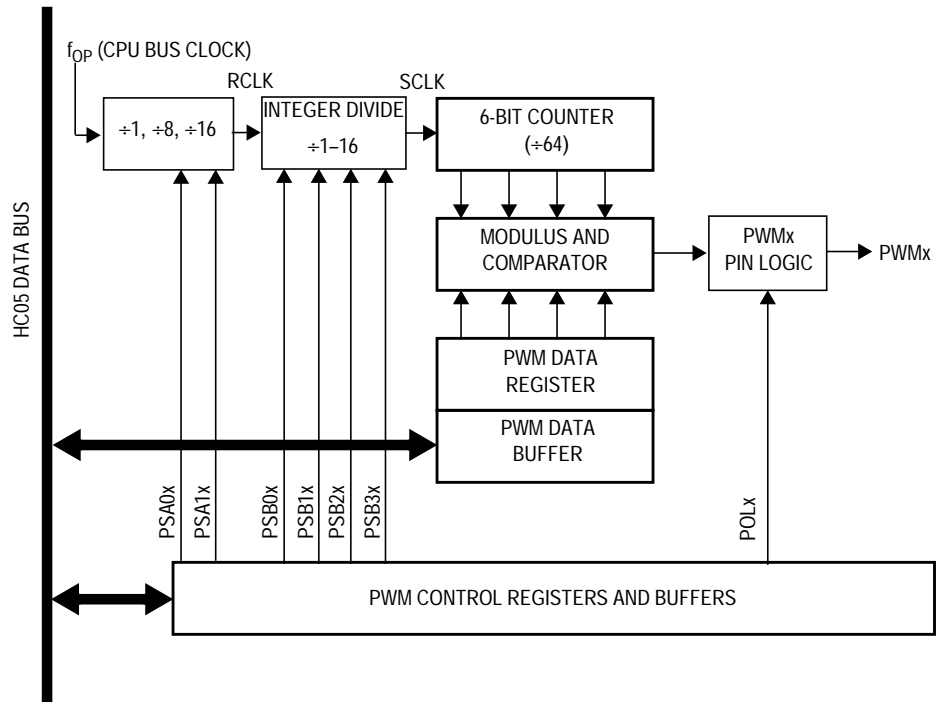 f_OP (CPU BUS CLOCK)
RCLK
SCLK
÷1, ÷8, ÷16
INTEGER DIVIDE
÷1–16
6-BIT COUNTER
(÷64)
MODULUS AND
COMPARATOR
PWMx
PIN LOGIC
PWMx
HC05 DATA BUS
PWM DATA
REGISTER
PWM DATA
BUFFER
PSA0x
PSA1x
PSB0x
PSB1x
PSB2x
PSB3x
POLx
PWM CONTROL REGISTERS AND BUFFERS